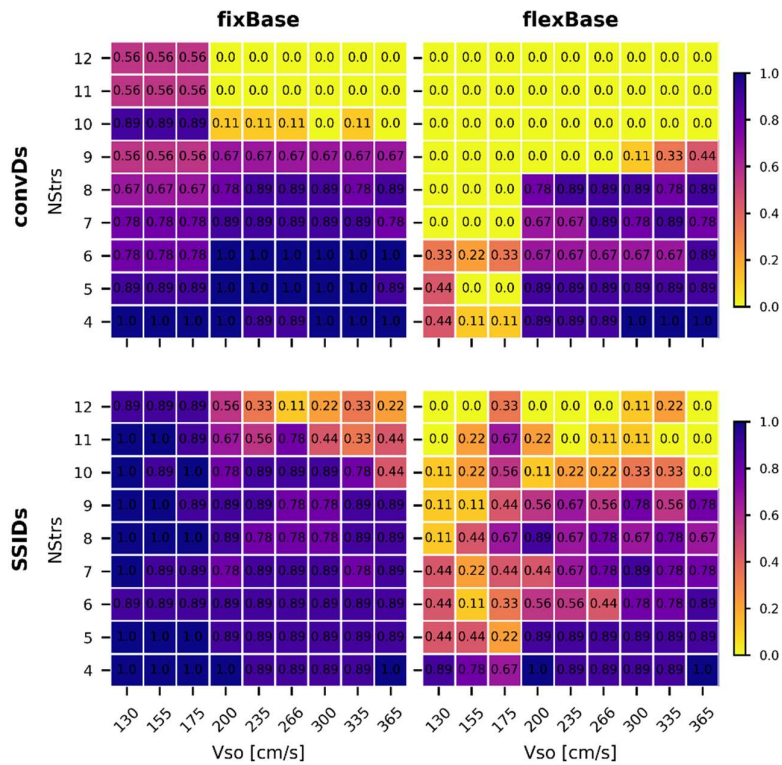 fixBase flexBase
convDs
NStrs
12 0.56 0.56 0.56 0.0 0.0 0.0 0.0 0.0 0.0 0.0 0.0 0.0 0.0 0.0 0.0 0.0 0.0 0.0
11 0.56 0.56 0.56 0.0 0.0 0.0 0.0 0.0 0.0 0.0 0.0 0.0 0.0 0.0 0.0 0.0 0.0 0.0
10 0.89 0.89 0.89 0.11 0.11 0.11 0.0 0.11 0.0 0.0 0.0 0.0 0.0 0.0 0.0 0.0 0.0 0.0
9 0.56 0.56 0.56 0.67 0.67 0.67 0.67 0.67 0.67 0.0 0.0 0.0 0.0 0.0 0.0 0.11 0.33 0.44
8 0.67 0.67 0.67 0.78 0.89 0.89 0.89 0.78 0.89 0.0 0.0 0.0 0.78 0.89 0.89 0.89 0.78 0.89
7 0.78 0.78 0.78 0.89 0.89 0.89 0.89 0.89 0.78 0.0 0.0 0.0 0.67 0.67 0.89 0.78 0.89 0.78
6 0.78 0.78 0.78 1.0 1.0 1.0 1.0 1.0 1.0 0.33 0.22 0.33 0.67 0.67 0.67 0.67 0.67 0.89
5 0.89 0.89 0.89 1.0 1.0 1.0 1.0 1.0 0.89 0.44 0.0 0.0 0.89 0.89 0.89 0.89 0.89 0.89
4 1.0 1.0 1.0 1.0 0.89 0.89 1.0 1.0 1.0 0.44 0.11 0.11 0.89 0.89 0.89 1.0 1.0 1.0
1.0
0.8
0.6
0.4
0.2
0.0
SSIDs
NStrs
12 0.89 0.89 0.89 0.56 0.33 0.11 0.22 0.33 0.22 0.0 0.0 0.33 0.0 0.0 0.0 0.11 0.22 0.0
11 1.0 1.0 0.89 0.67 0.56 0.78 0.44 0.33 0.44 0.0 0.22 0.67 0.22 0.0 0.11 0.11 0.0 0.0
10 1.0 0.89 1.0 0.78 0.89 0.89 0.89 0.78 0.44 0.11 0.22 0.56 0.11 0.22 0.22 0.33 0.33 0.0
9 1.0 1.0 0.89 0.89 0.89 0.78 0.78 0.89 0.89 0.11 0.11 0.44 0.56 0.67 0.56 0.78 0.56 0.78
8 1.0 1.0 1.0 0.89 0.78 0.78 0.78 0.89 0.89 0.11 0.44 0.67 0.89 0.67 0.78 0.67 0.78 0.67
7 1.0 0.89 0.89 0.78 0.89 0.89 0.89 0.78 0.89 0.44 0.22 0.44 0.44 0.67 0.78 0.89 0.78 0.78
6 0.89 0.89 0.89 0.89 0.89 0.89 0.89 0.89 0.89 0.44 0.11 0.33 0.56 0.56 0.44 0.78 0.78 0.89
5 1.0 1.0 1.0 0.89 0.89 0.89 0.89 0.89 0.89 0.44 0.44 0.22 0.89 0.89 0.89 0.89 0.89 0.89
4 1.0 1.0 1.0 1.0 0.89 0.89 0.89 0.89 1.0 0.89 0.78 0.67 1.0 0.89 0.89 0.89 0.89 1.0
1.0
0.8
0.6
0.4
0.2
0.0
130 155 175 200 235 266 300 335 365 130 155 175 200 235 266 300 335 365
Vso [cm/s] Vso [cm/s]